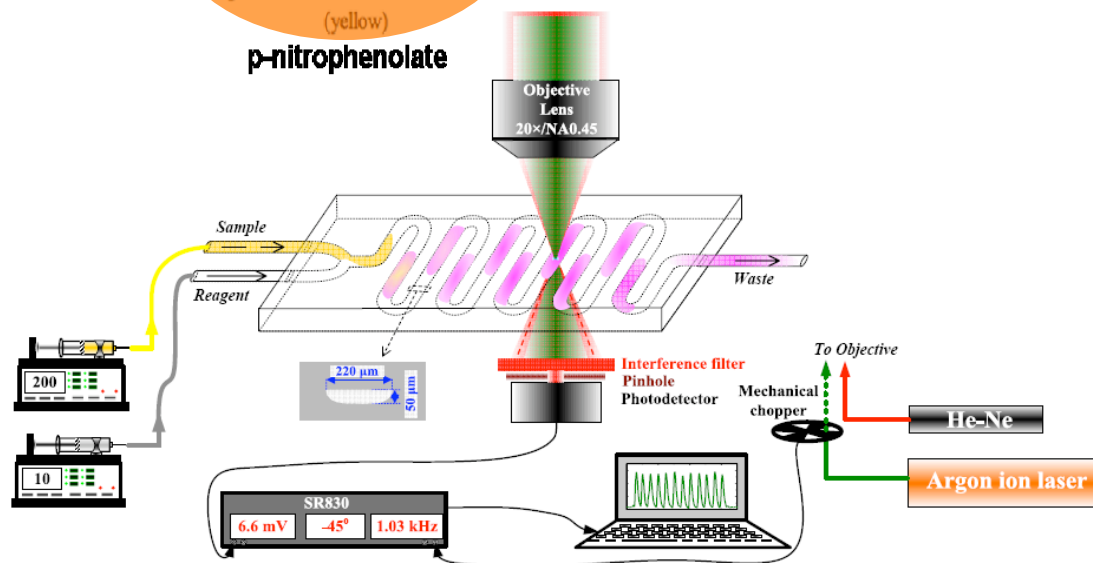 (yellow)
p-nitrophenolate
Objective
Lens
20×/NA0.45
Sample
Reagent
Waste
220 µm
50 µm
Interference filter
Pinhole
Photodetector
To Objective
Mechanical
chopper
He-Ne
Argon ion laser
200
10
SR830
6.6 mV
-45°
1.03 kHz